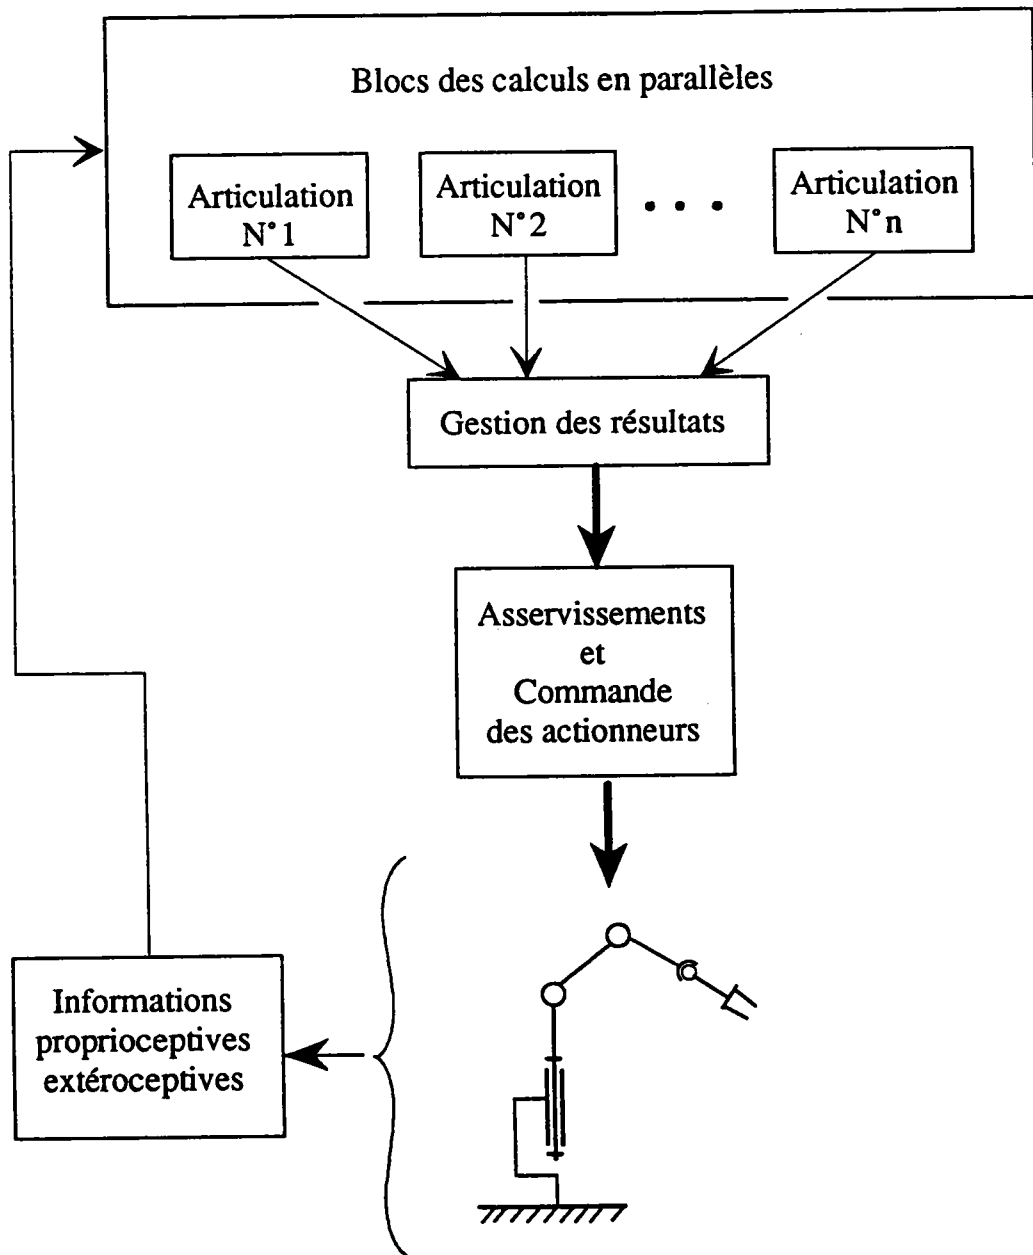 Blocs des calculs en parallèles
Articulation
N°1
Articulation
N°2
• • •
Articulation
N°n
Gestion des résultats
Asservissements
et
Commande
des actionneurs
Informations
proprioceptives
extéroceptives